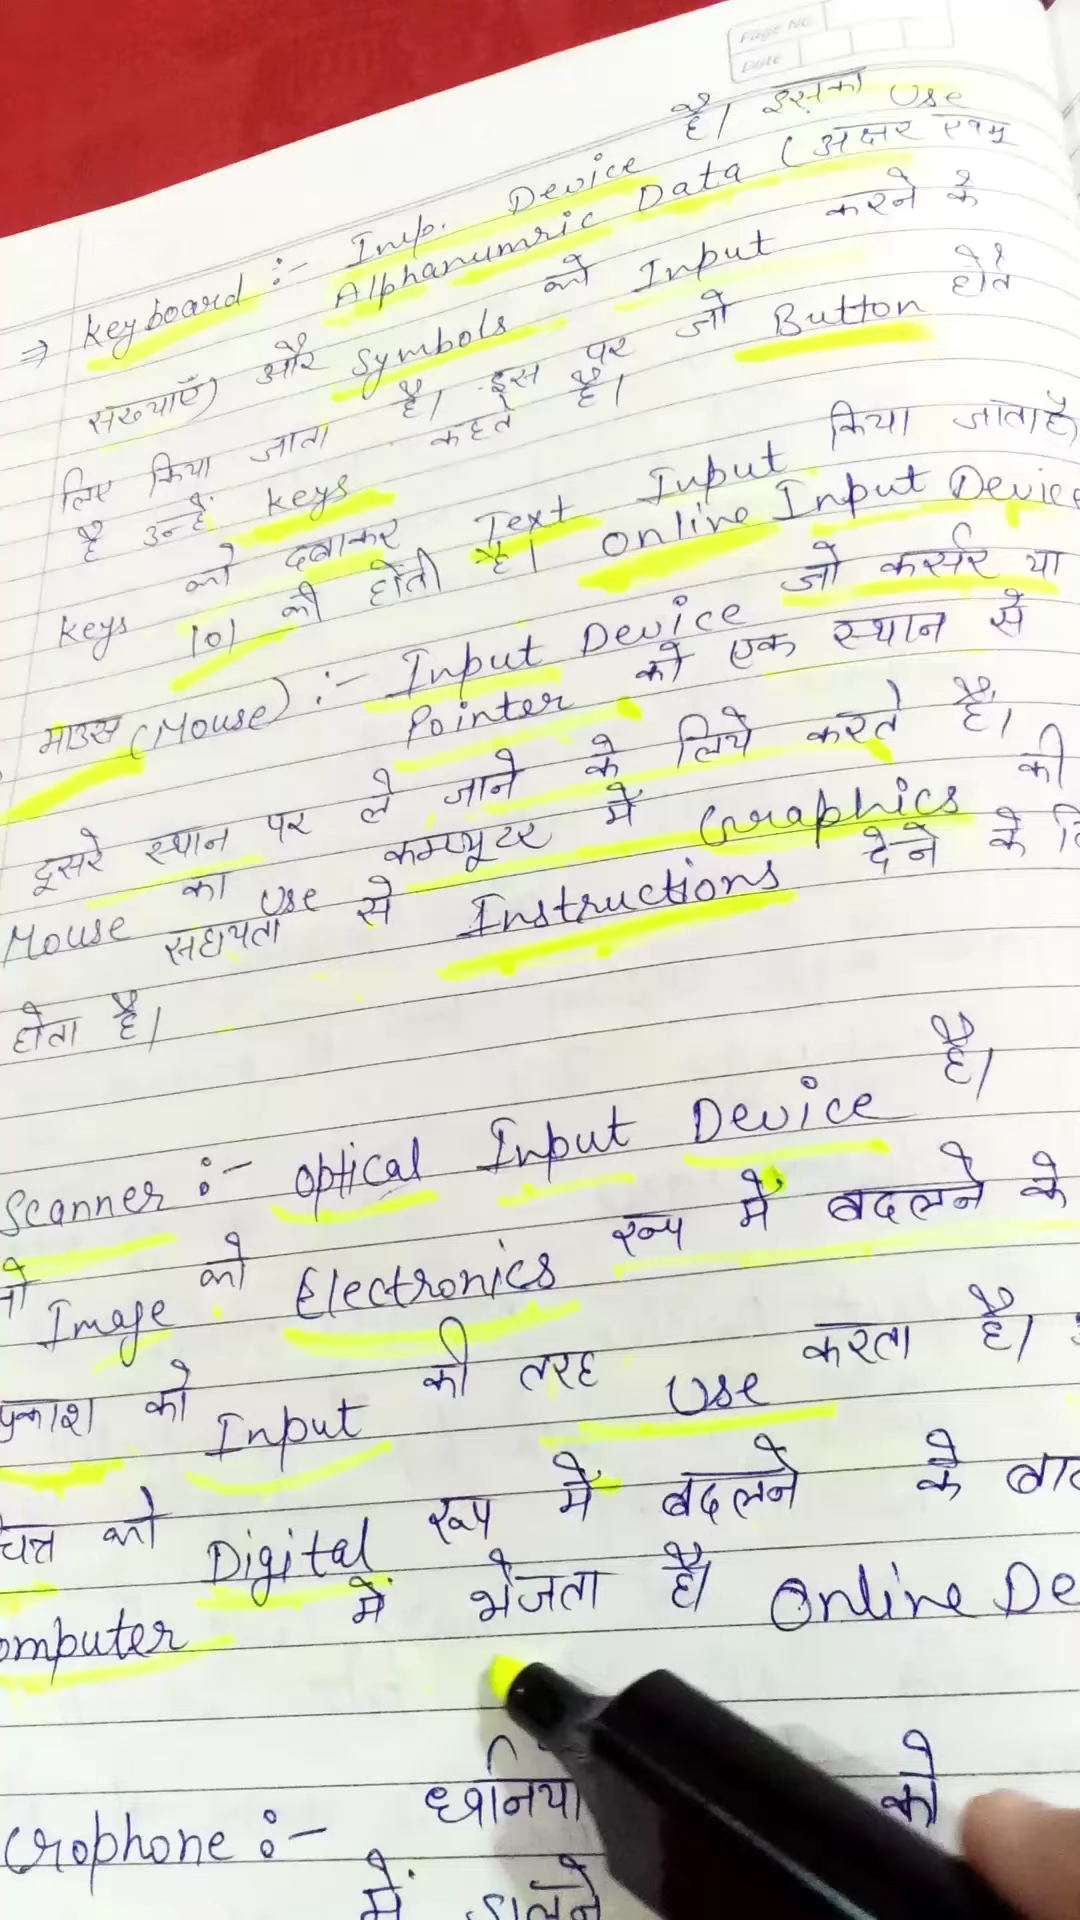 Page No.
Date
⇒ Keyboard :- Inp. Device है। इसका Use
Alphanumric Data (अक्षर एवम्
संख्याएँ) और Symbols को Input करने के
लिए किया जाता है। इस पर जो Button होते
है उन्हें Keys कहते है।
Keys को दबाकर Text Input किया जाता है
101 की होती है। Online Input Device
माउस (Mouse) :- Input Device जो कर्सर या
Pointer को एक स्थान से
दूसरे स्थान पर ले जाने के लिये करते है।
Mouse का Use कम्प्यूटर में Graphics की
सहायता से Instructions देने के लि
होता है।
Scanner :- Optical Input Device है।
Image को Electronics रूप में बदलने के
प्रकाश को Input की तरह Use करता है।
चित्र को Digital रूप में बदलने के बाद
omputer में भेजता है। Online De
crophone :- ध्वनियो को
में डालने